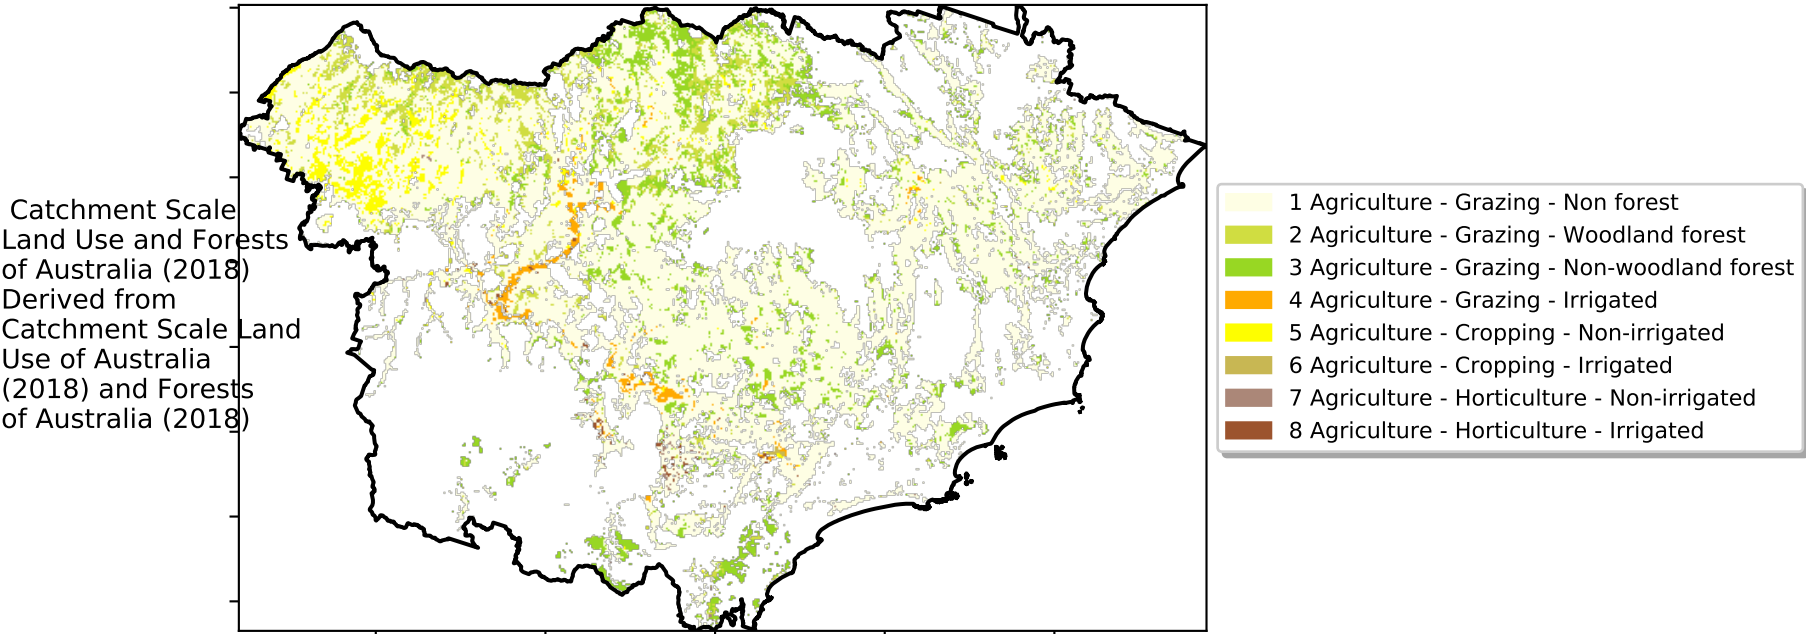 Catchment Scale
Land Use and Forests
of Australia (2018)
Derived from
Catchment Scale Land
Use of Australia
(2018) and Forests
of Australia (2018)
1 Agriculture - Grazing - Non forest
2 Agriculture - Grazing - Woodland forest
3 Agriculture - Grazing - Non-woodland forest
4 Agriculture - Grazing - Irrigated
5 Agriculture - Cropping - Non-irrigated
6 Agriculture - Cropping - Irrigated
7 Agriculture - Horticulture - Non-irrigated
8 Agriculture - Horticulture - Irrigated